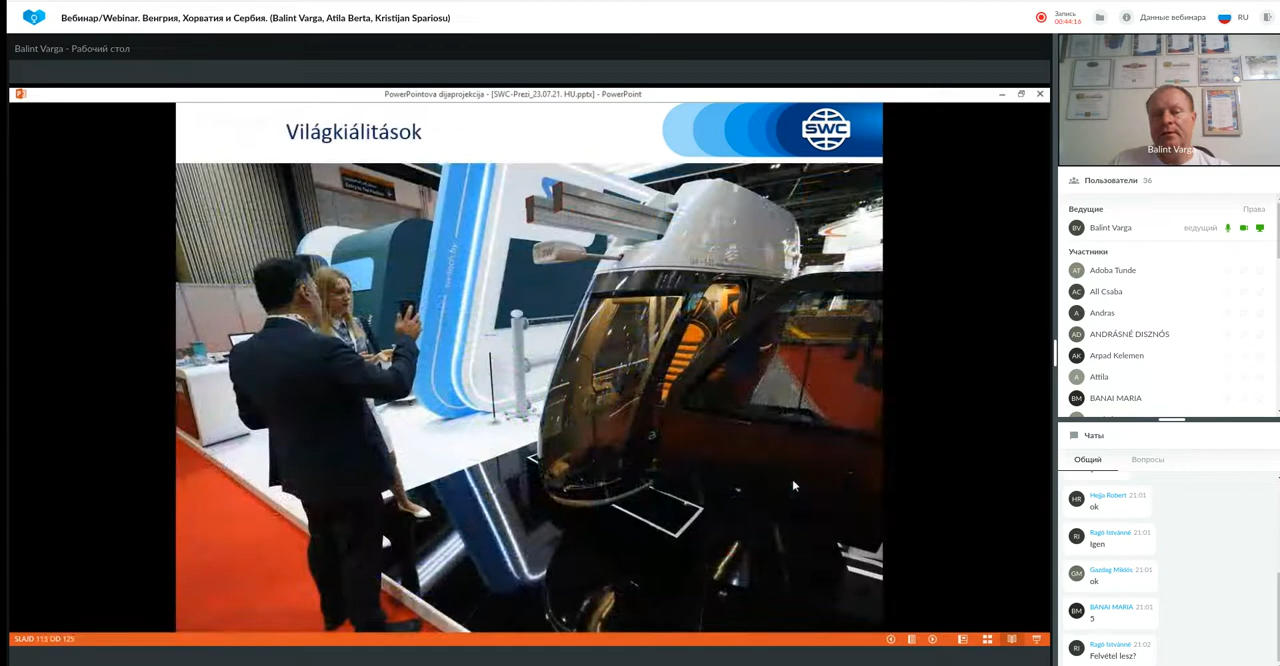 Вебинар/Webinar. Венгрия, Хорватия и Сербия. (Balint Varga, Atila Berta, Kristijan Spariosu)
Запись
00:44:16
Данные вебинара
RU
Balint Varga - Рабочий стол
PowerPointova dijaprojekcija - [SWC-Prezi_23.07.21. HU.pptx] - PowerPoint
Világkiálitások
SWC
SLAJD 113 OD 125
Balint Varga
Пользователи 36
Ведущие
Права
BV
Balint Varga
ведущий
Участники
AT
Adoba Tunde
AC
All Csaba
A
Andras
AD
ANDRÁSNÉ DISZNÓS
AK
Arpad Kelemen
A
Attila
BM
BANAI MARIA
Чаты
Общий
Вопросы
HR
Hejja Robert 21:01
ok
RI
Ragó Istvánné 21:01
Igen
GM
Gazdag Miklós 21:01
ok
BM
BANAI MARIA 21:01
5
RI
Ragó Istvánné 21:02
Felvétel lesz?